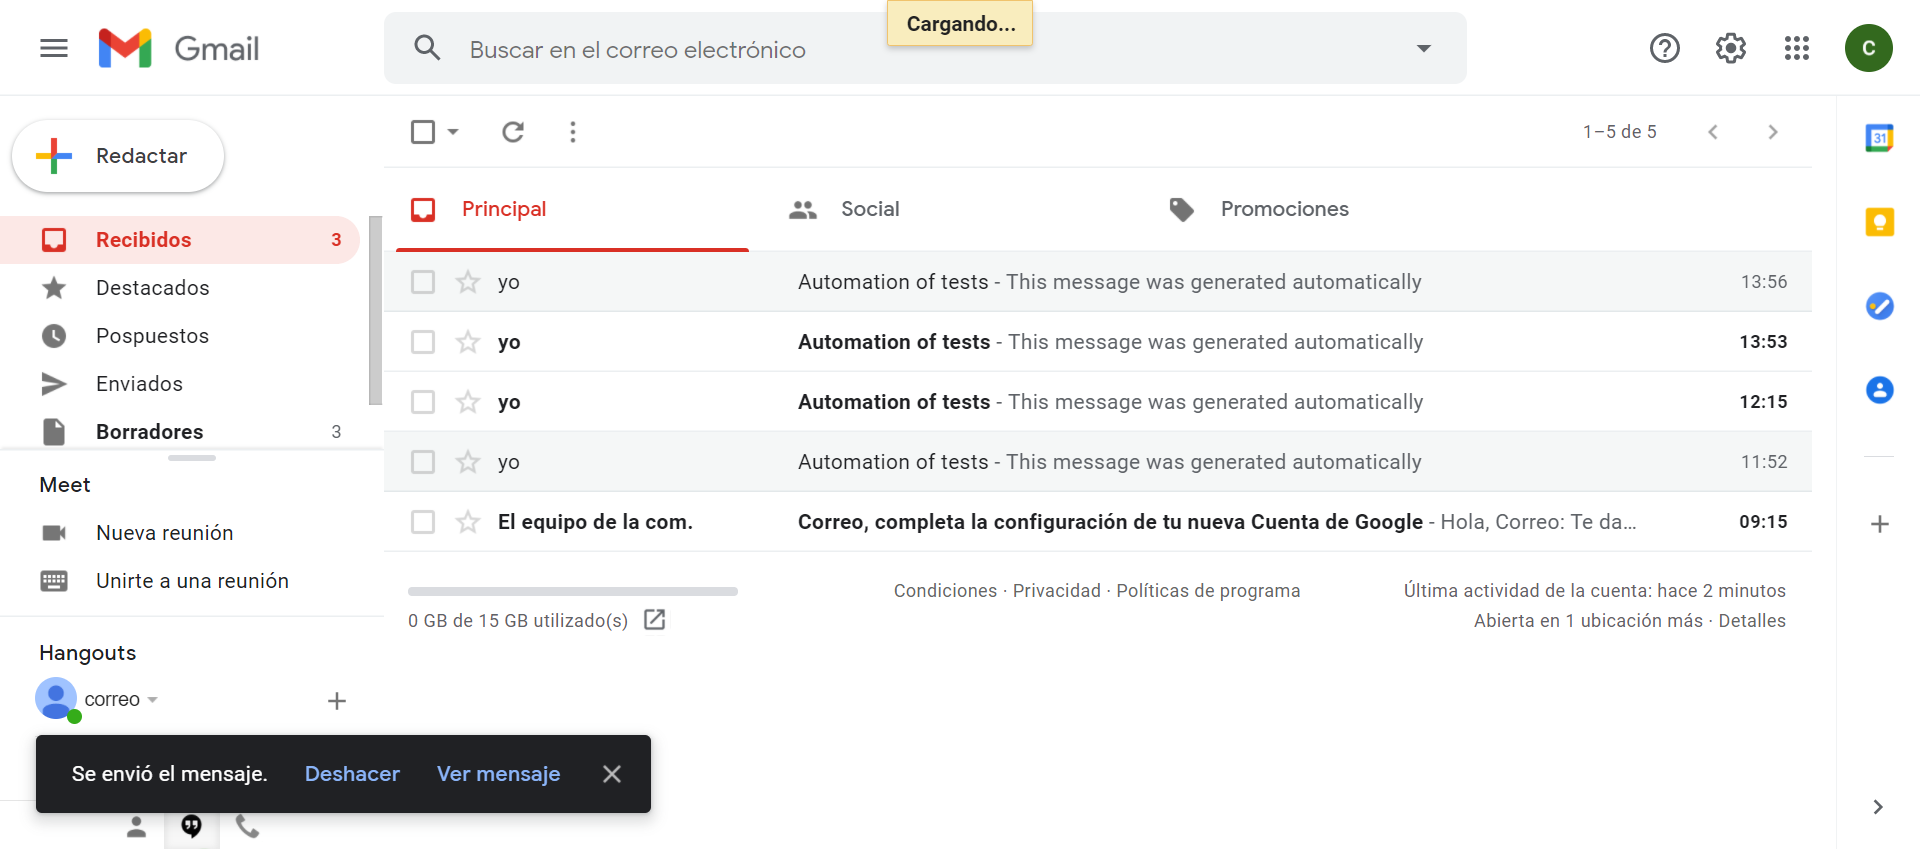 Cargando...
Gmail
Buscar en el correo electrónico
C
Redactar
1–5 de 5
31
Principal
Social
Promociones
Recibidos 3
Destacados
Pospuestos
Enviados
Borradores 3
yo Automation of tests - This message was generated automatically 13:56
yo Automation of tests - This message was generated automatically 13:53
yo Automation of tests - This message was generated automatically 12:15
yo Automation of tests - This message was generated automatically 11:52
El equipo de la com. Correo, completa la configuración de tu nueva Cuenta de Google - Hola, Correo: Te da... 09:15
Meet
Nueva reunión
Unirte a una reunión
0 GB de 15 GB utilizado(s)
Condiciones · Privacidad · Políticas de programa
Última actividad de la cuenta: hace 2 minutos
Abierta en 1 ubicación más · Detalles
Hangouts
correo
Se envió el mensaje. Deshacer Ver mensaje